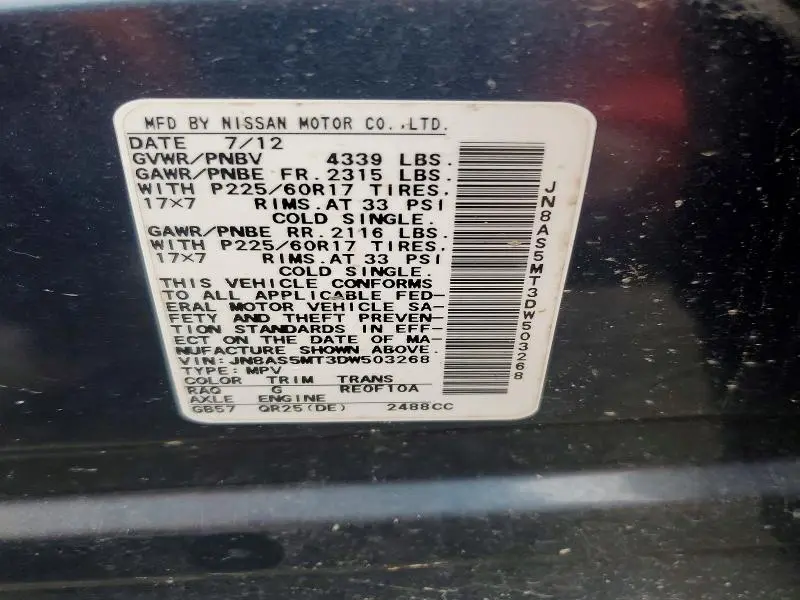 MFD BY NISSAN MOTOR CO.,LTD.
DATE 7/12
GVWR/PNBV 4339 LBS.
GAWR/PNBE FR. 2315 LBS.
WITH P225/60R17 TIRES.
17×7 RIMS.AT 33 PSI
COLD SINGLE.
GAWR/PNBE RR. 2116 LBS.
WITH P225/60R17 TIRES.
17×7 RIMS.AT 33 PSI
COLD SINGLE.
THIS VEHICLE CONFORMS
TO ALL APPLICABLE FED-
ERAL MOTOR VEHICLE SA-
FETY AND THEFT PREVEN-
TION STANDARDS IN EFF-
ECT ON THE DATE OF MA-
NUFACTURE SHOWN ABOVE.
VIN: JN8AS5MT3DW503268
TYPE: MPV
COLOR TRIM TRANS
RAQ G RE0F10A
AXLE ENGINE
GB57 QR25(DE) 2488CC
JN8AS5MT3DW503268